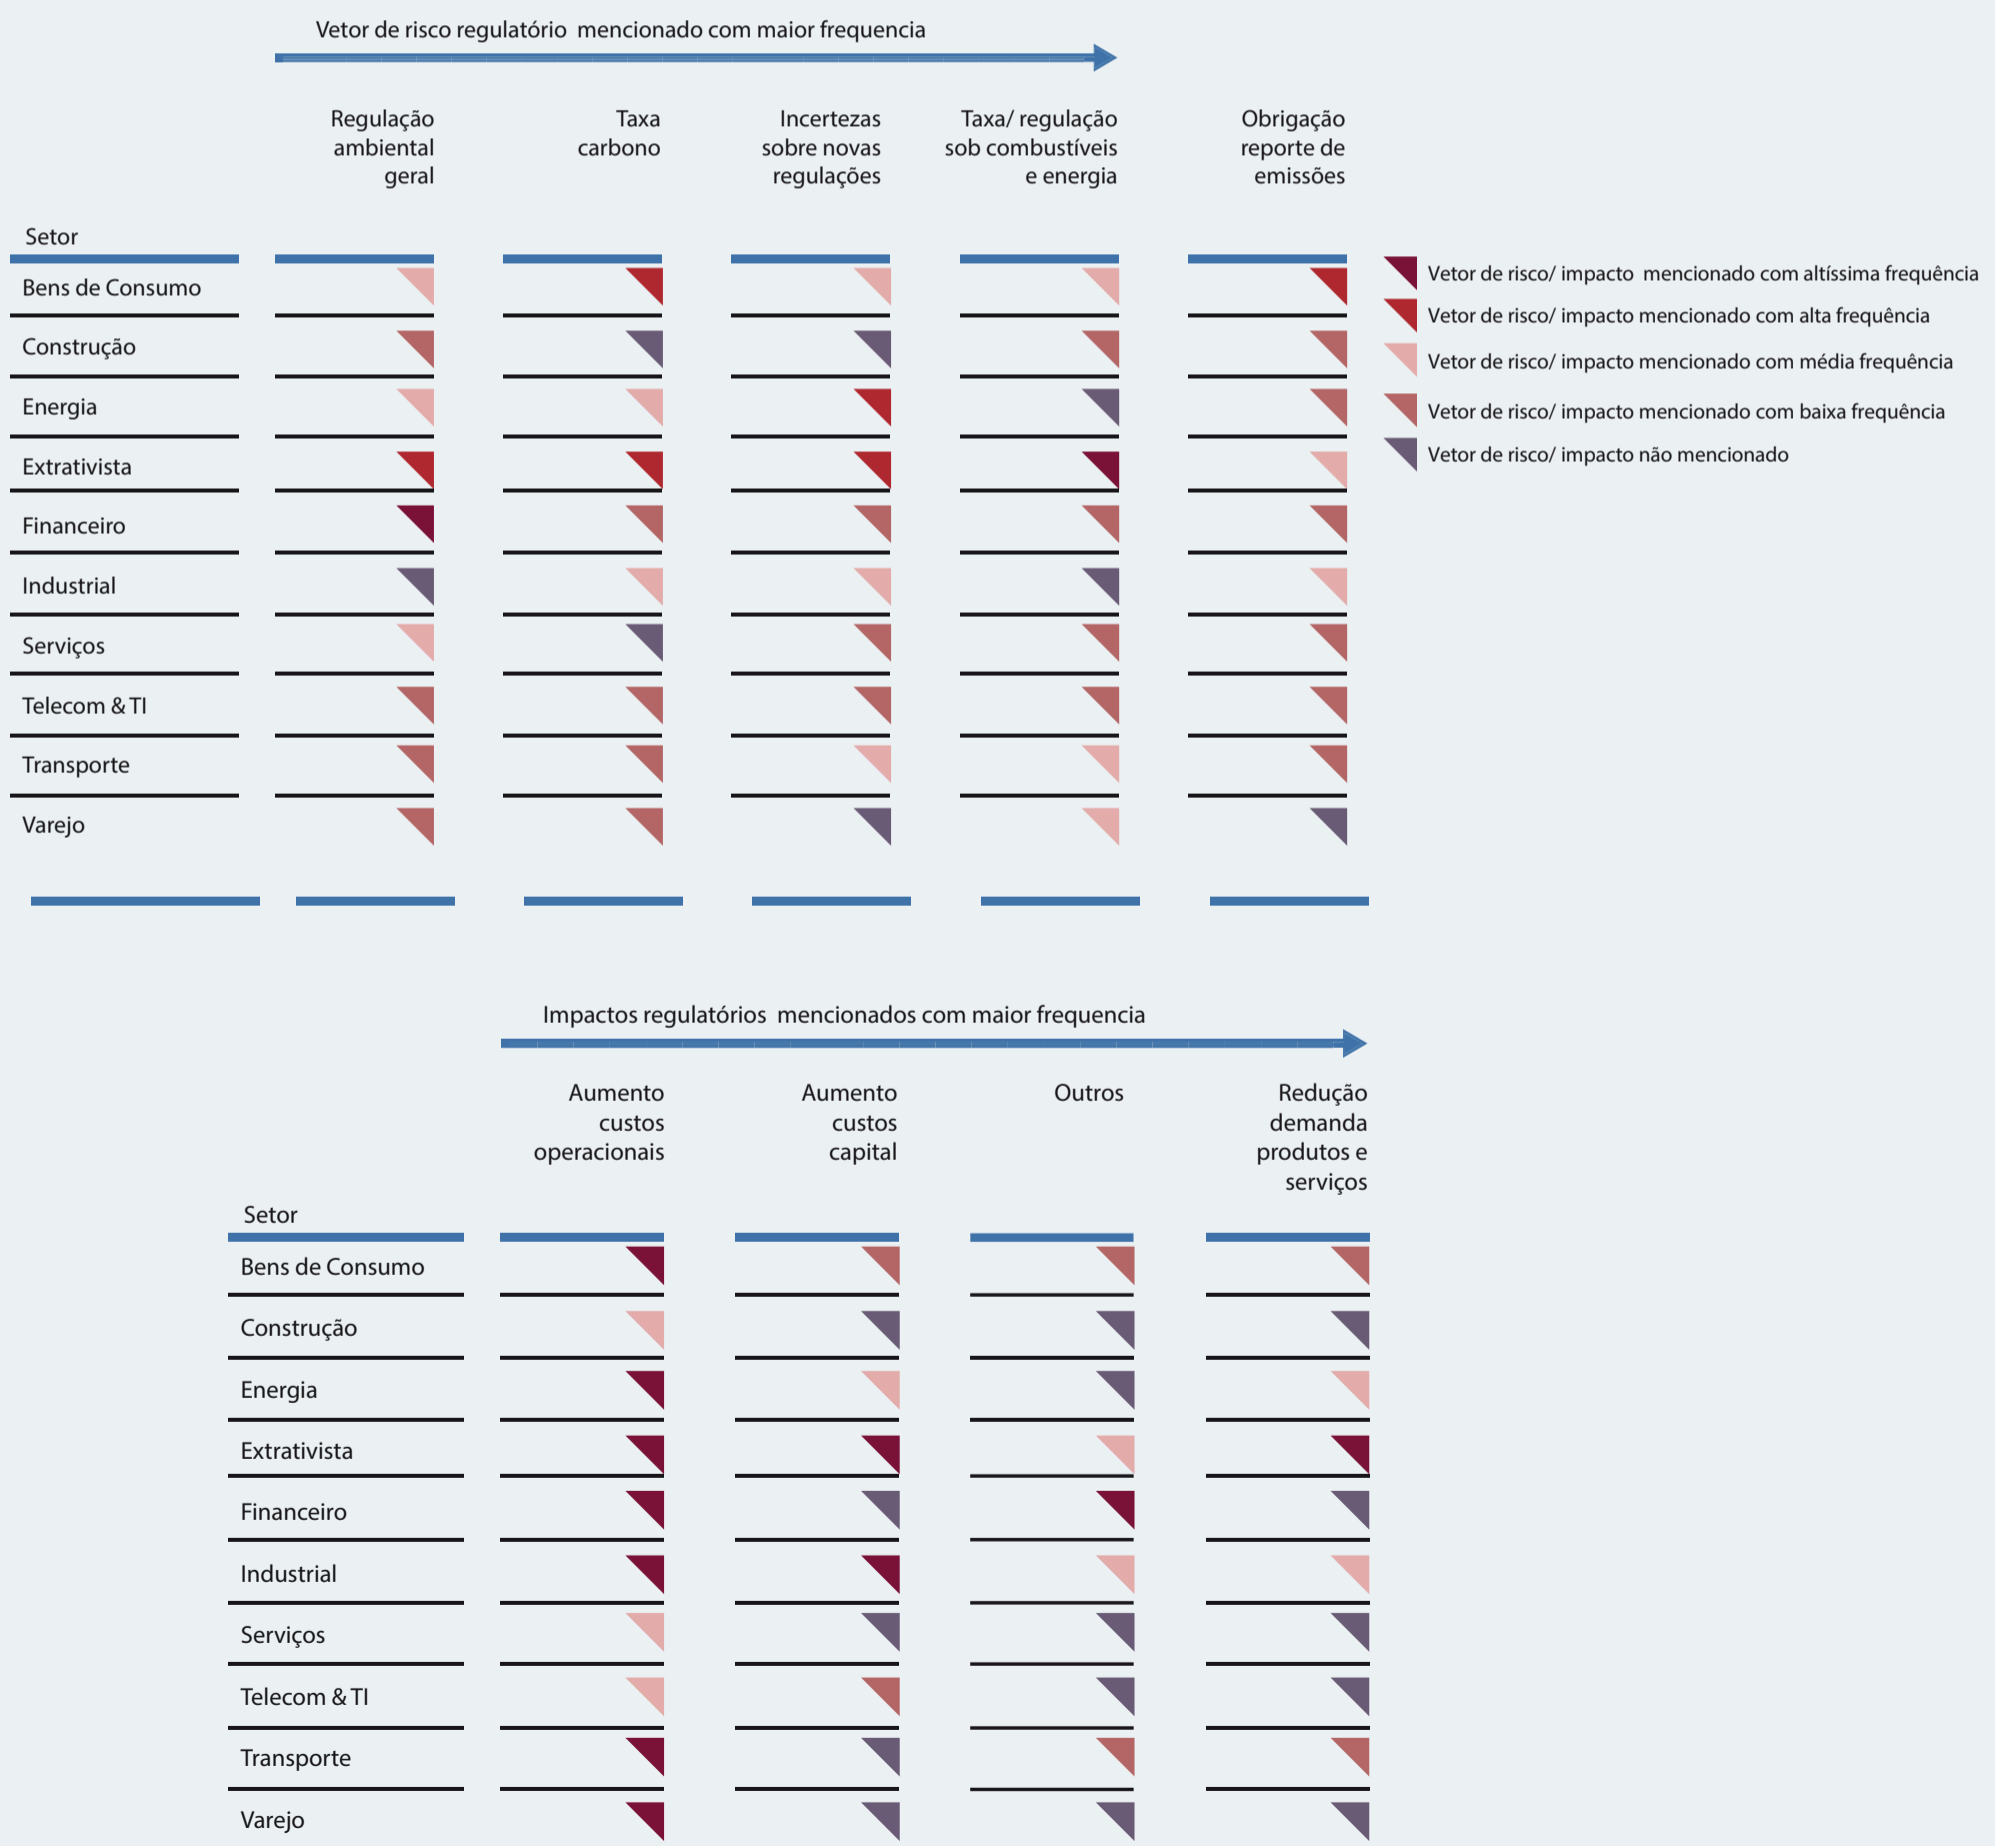 Vetor de risco regulatório mencionado com maior frequencia
Regulação
ambiental
geral
Taxa
carbono
Incertezas
sobre novas
regulações
Taxa/ regulação
sob combustíveis
e energia
Obrigação
reporte de
emissões
Setor
Bens de Consumo
Construção
Energia
Extrativista
Financeiro
Industrial
Serviços
Telecom & TI
Transporte
Varejo
Vetor de risco/ impacto mencionado com altíssima frequência
Vetor de risco/ impacto mencionado com alta frequência
Vetor de risco/ impacto mencionado com média frequência
Vetor de risco/ impacto mencionado com baixa frequência
Vetor de risco/ impacto não mencionado
Impactos regulatórios mencionados com maior frequencia
Aumento
custos
operacionais
Aumento
custos
capital
Outros
Redução
demanda
produtos e
serviços
Setor
Bens de Consumo
Construção
Energia
Extrativista
Financeiro
Industrial
Serviços
Telecom & TI
Transporte
Varejo